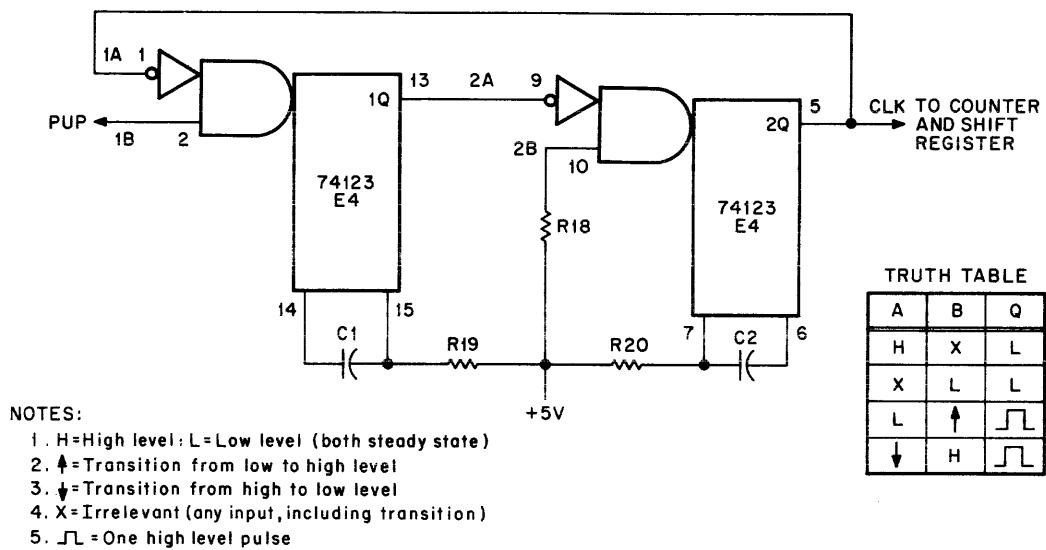 1A 1
13
2A
9
5
1Q
2Q
CLK TO COUNTER
AND SHIFT
REGISTER
PUP
1B
2
2B
10
74123
E4
R18
74123
E4
14
15
7
6
C1
R19
R20
C2
+5V
TRUTH TABLE
A B Q
H X L
X L L
L ↑ ⎍
↓ H ⎍
NOTES:
1. H=High level: L=Low level (both steady state)
2. ↑=Transition from low to high level
3. ↓=Transition from high to low level
4. X=Irrelevant (any input, including transition)
5. ⎍ = One high level pulse